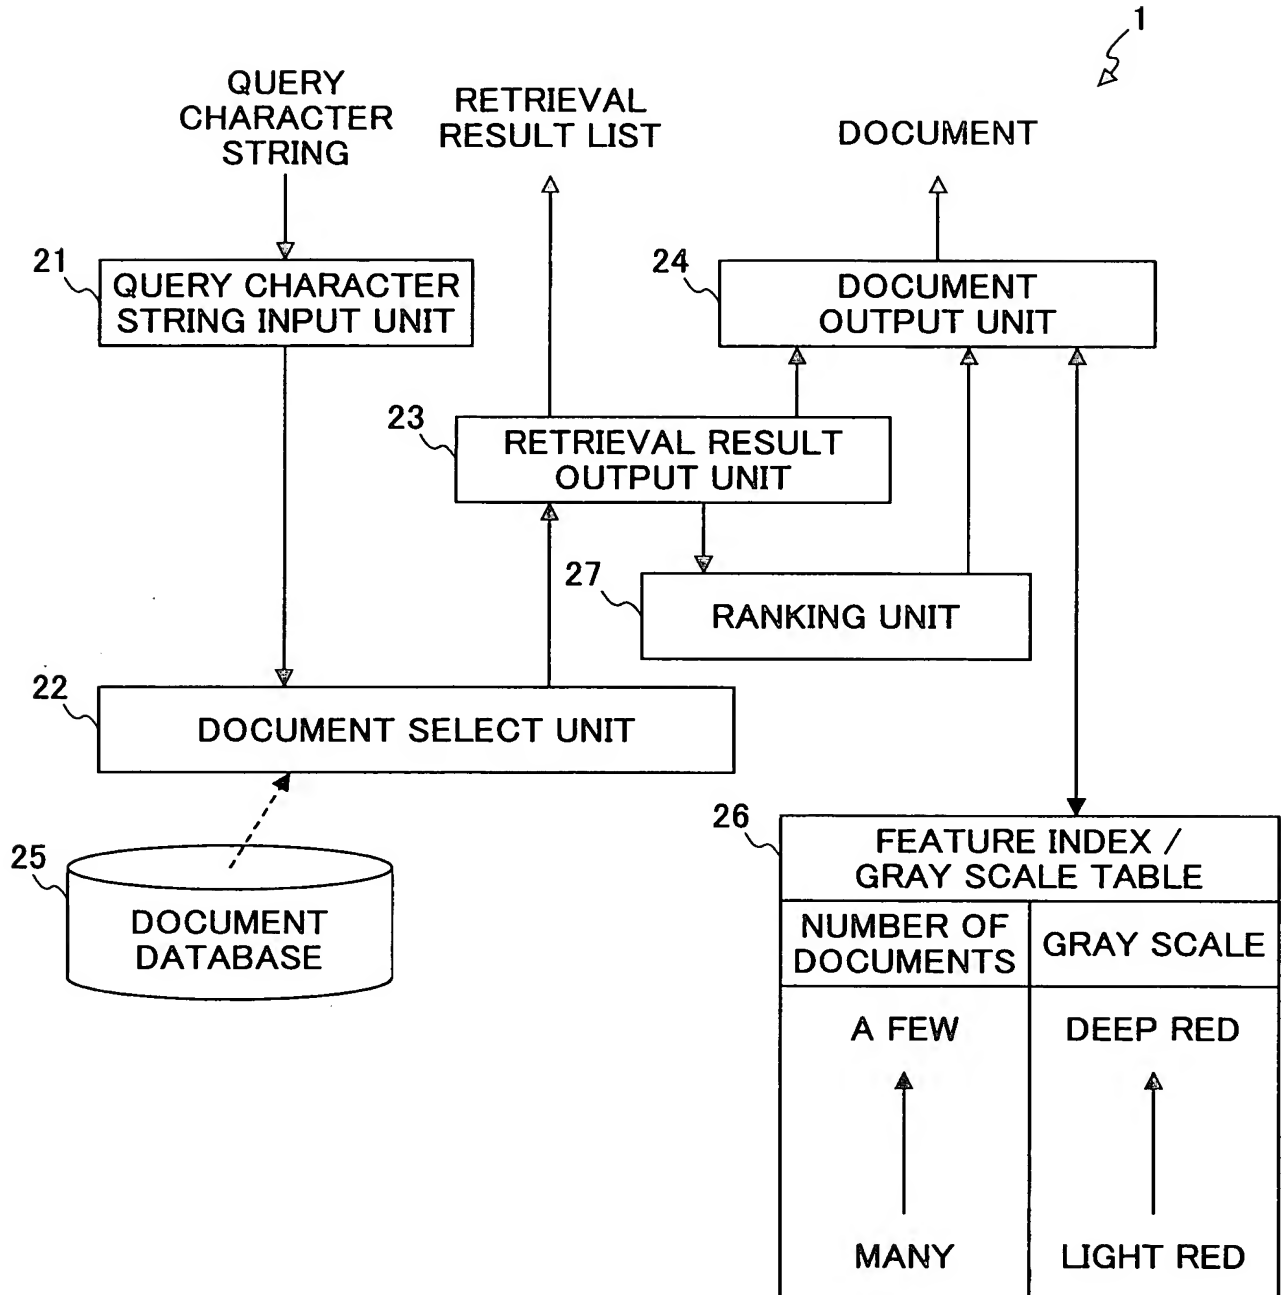 1
QUERY
CHARACTER
STRING
RETRIEVAL
RESULT LIST
DOCUMENT
21
QUERY CHARACTER
STRING INPUT UNIT
24
DOCUMENT
OUTPUT UNIT
23
RETRIEVAL RESULT
OUTPUT UNIT
27
RANKING UNIT
22
DOCUMENT SELECT UNIT
25
DOCUMENT
DATABASE
26
FEATURE INDEX /
GRAY SCALE TABLE
NUMBER OF
DOCUMENTS
GRAY SCALE
A FEW
DEEP RED
MANY
LIGHT RED